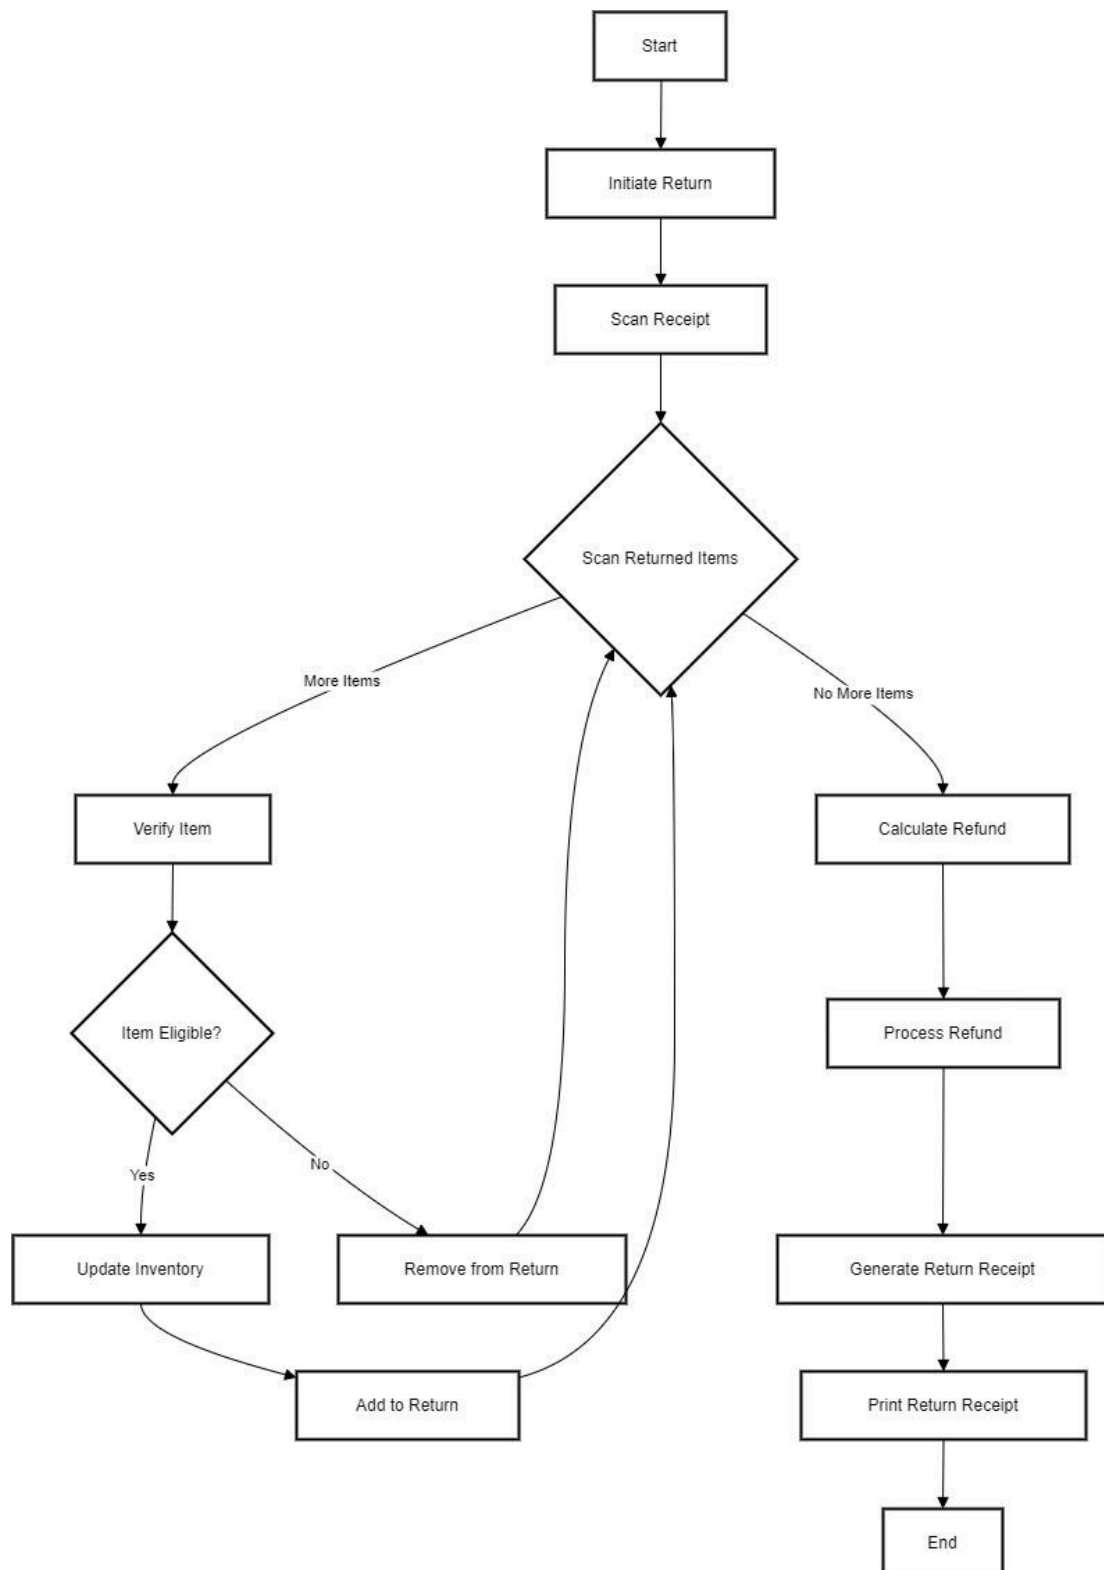 Start
Initiate Return
Scan Receipt
Scan Returned Items
More Items
No More Items
Verify Item
Calculate Refund
Item Eligible?
Process Refund
Yes
No
Update Inventory
Remove from Return
Generate Return Receipt
Add to Return
Print Return Receipt
End